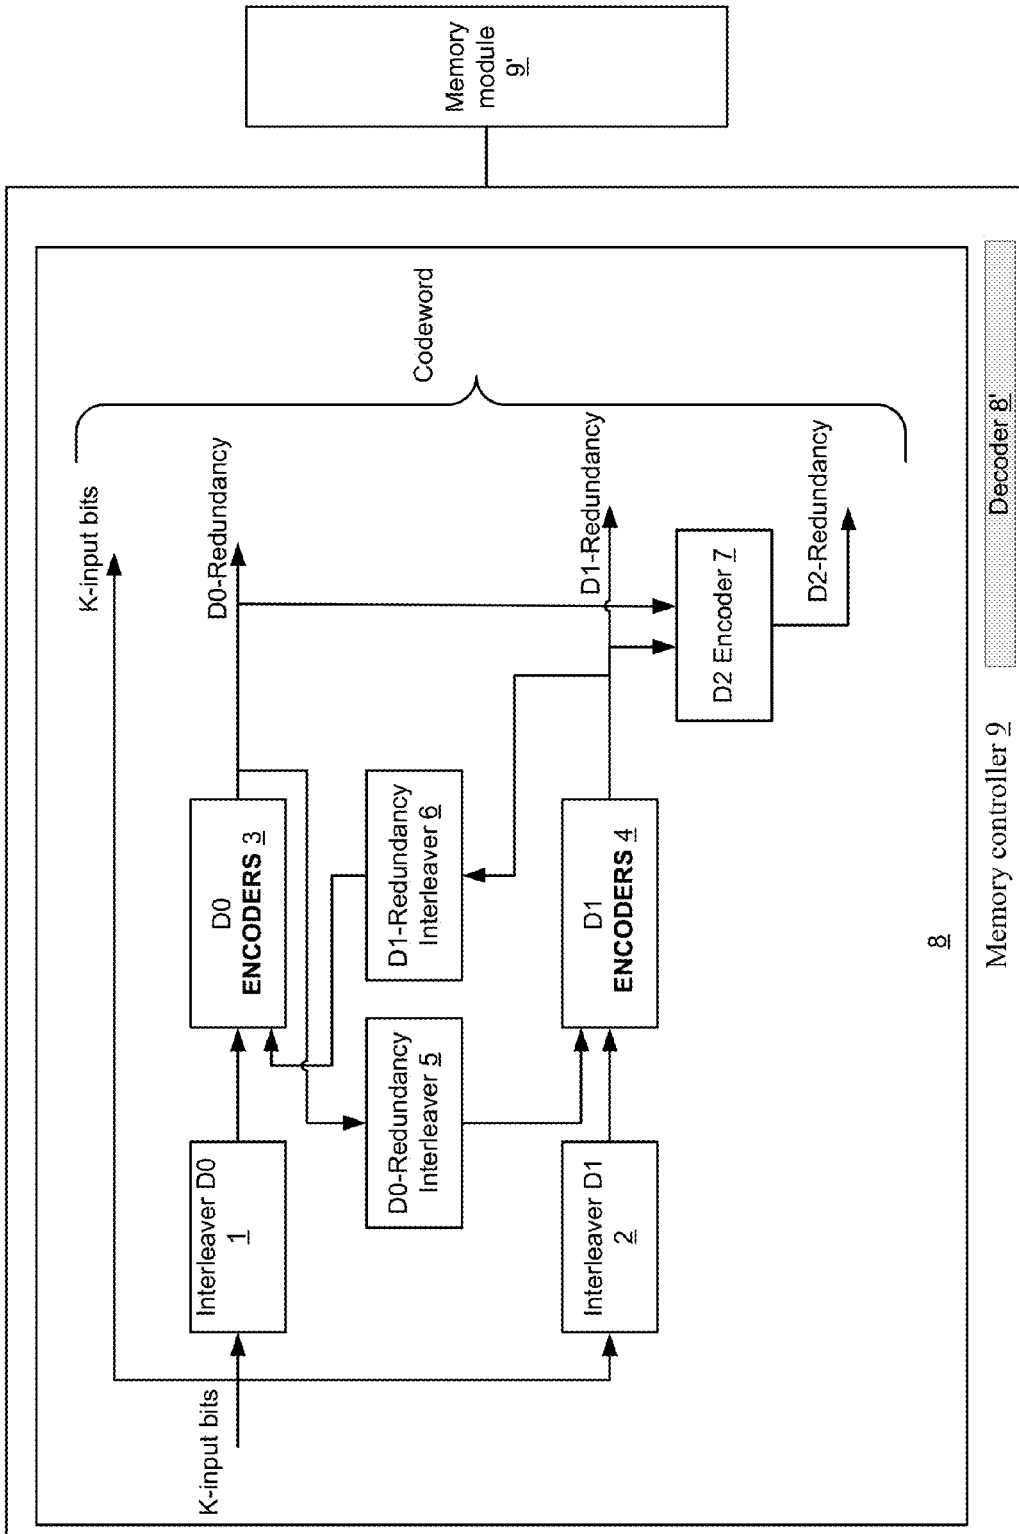 K-input bits
K-input bits
Interleaver D0
1
D0
ENCODERS 3
D0-Redundancy
D0-Redundancy
Interleaver 5
D1-Redundancy
Interleaver 6
Interleaver D1
2
D1
ENCODERS 4
D1-Redundancy
D2 Encoder 7
D2-Redundancy
Codeword
8
Memory controller 9
Decoder 8'
Memory
module
9'